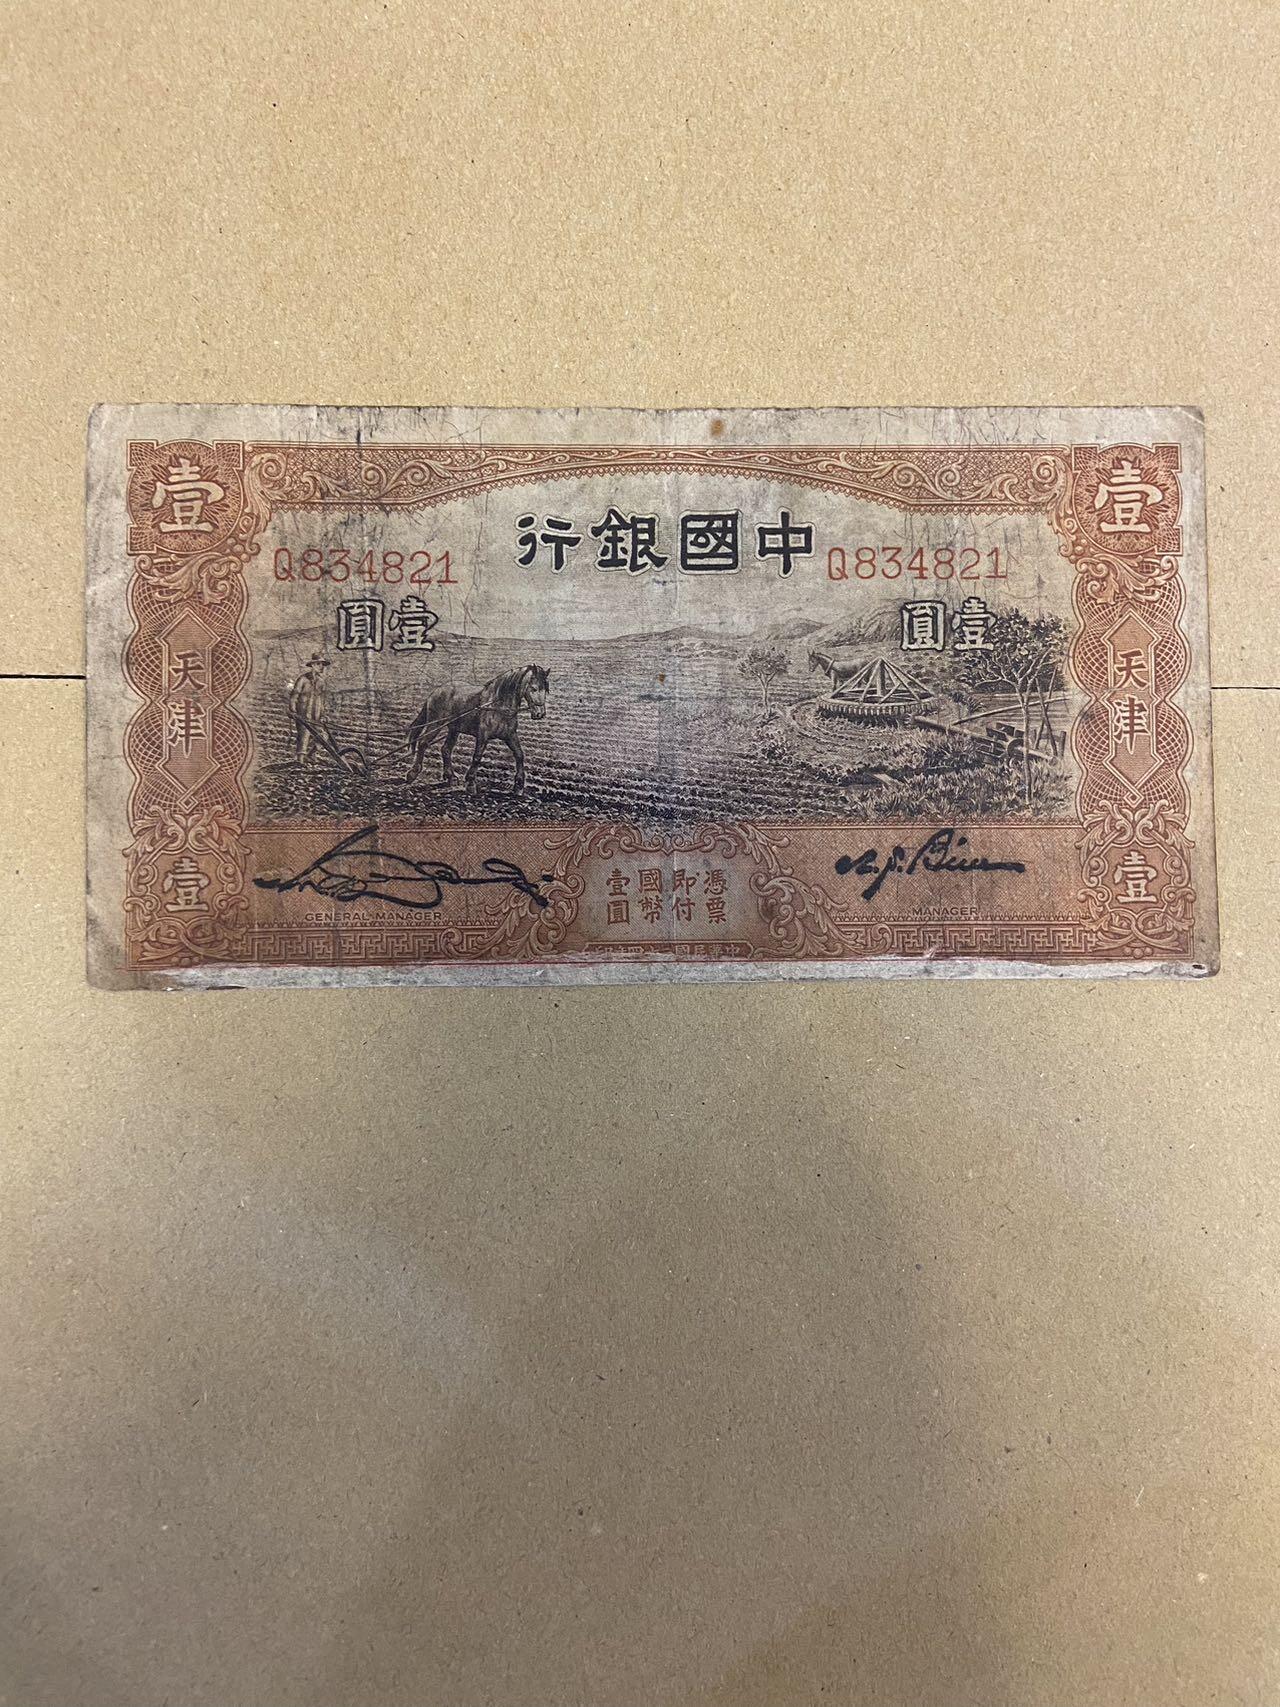 壹 壹
行銀國中
Q834821 Q834821
圓壹 圓壹
天津 天津
憑票
即付
國幣
壹圓
GENERAL MANAGER MANAGER
壹 壹